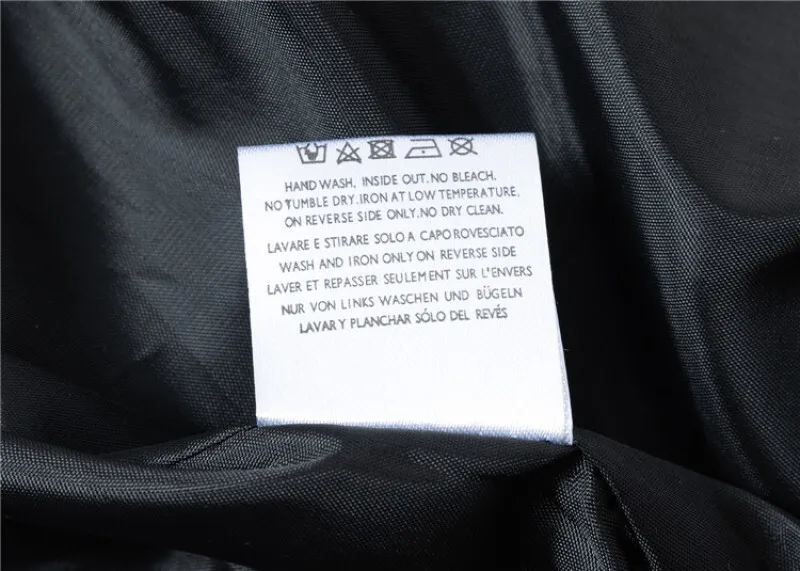 HAND WASH, INSIDE OUT. NO BLEACH.
NO TUMBLE DRY. IRON AT LOW TEMPERATURE,
ON REVERSE SIDE ONLY. NO DRY CLEAN.
LAVARE E STIRARE SOLO A CAPO ROVESCIATO
WASH AND IRON ONLY ON REVERSE SIDE
LAVER ET REPASSER SEULEMENT SUR L'ENVERS
NUR VON LINKS WASCHEN UND BÜGELN
LAVAR Y PLANCHAR SÓLO DEL REVÉS